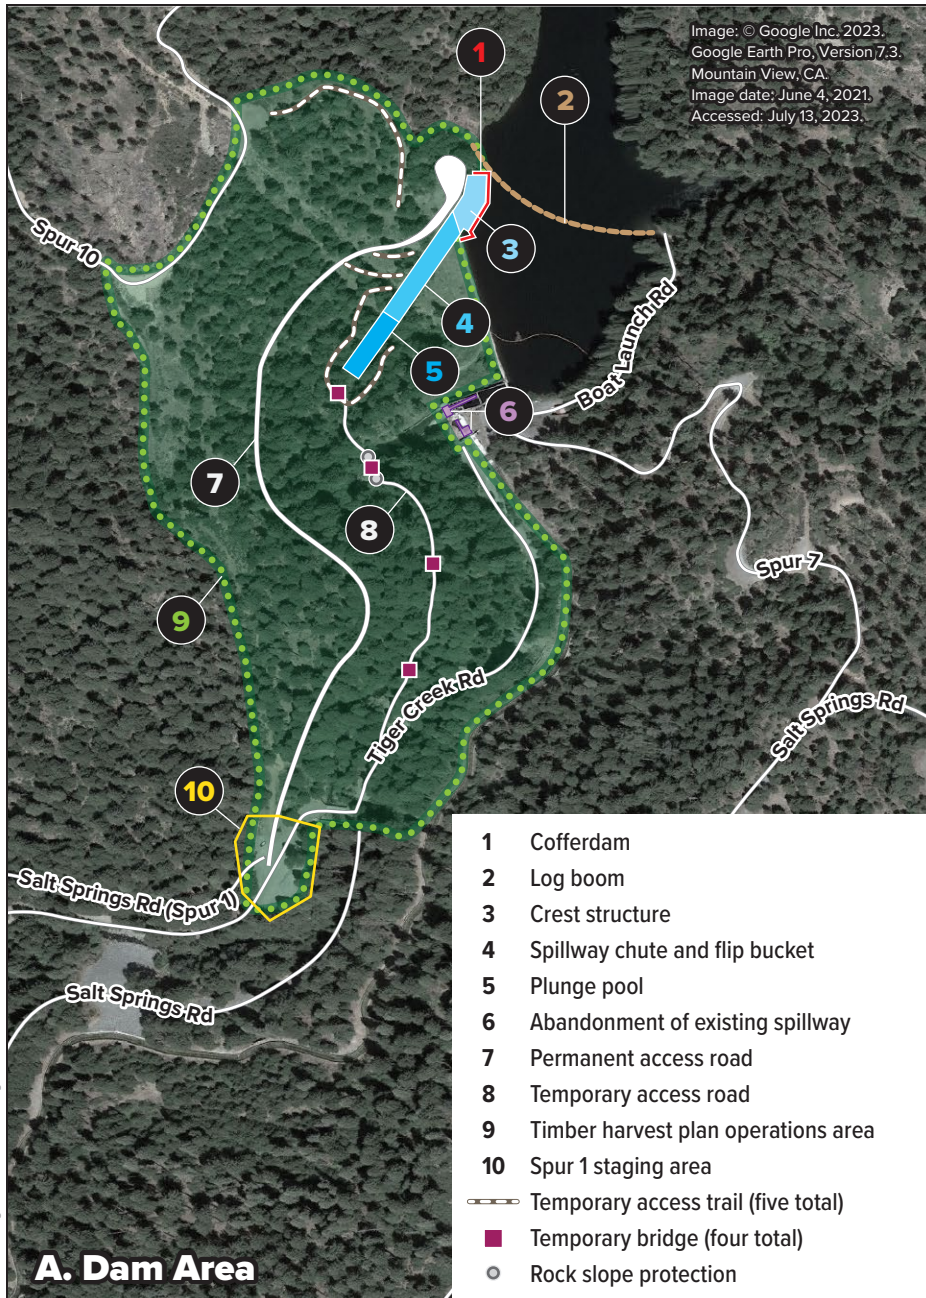 Image: © Google Inc. 2023.
Google Earth Pro, Version 7.3.
Mountain View, CA.
Image date: June 4, 2021.
Accessed: July 13, 2023.
1
2
Spur 10
3
4
Boat Launch Rd
5
6
7
8
Spur 7
9
Tiger Creek Rd
Salt Springs Rd
10
Salt Springs Rd (Spur 1)
Salt Springs Rd
1 Cofferdam
2 Log boom
3 Crest structure
4 Spillway chute and flip bucket
5 Plunge pool
6 Abandonment of existing spillway
7 Permanent access road
8 Temporary access road
9 Timber harvest plan operations area
10 Spur 1 staging area
Temporary access trail (five total)
Temporary bridge (four total)
Rock slope protection
A. Dam Area